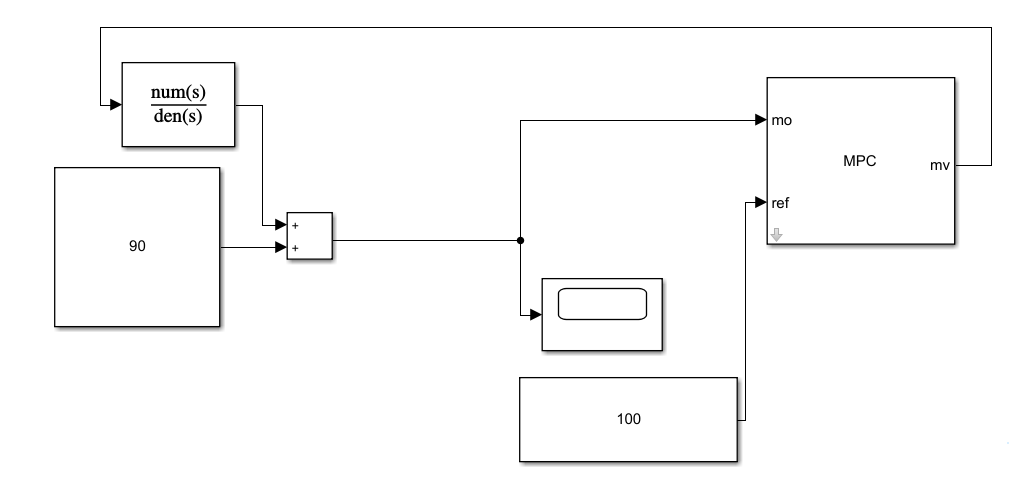 num(s)
den(s)
90
+
+
mo
MPC
mv
ref
100